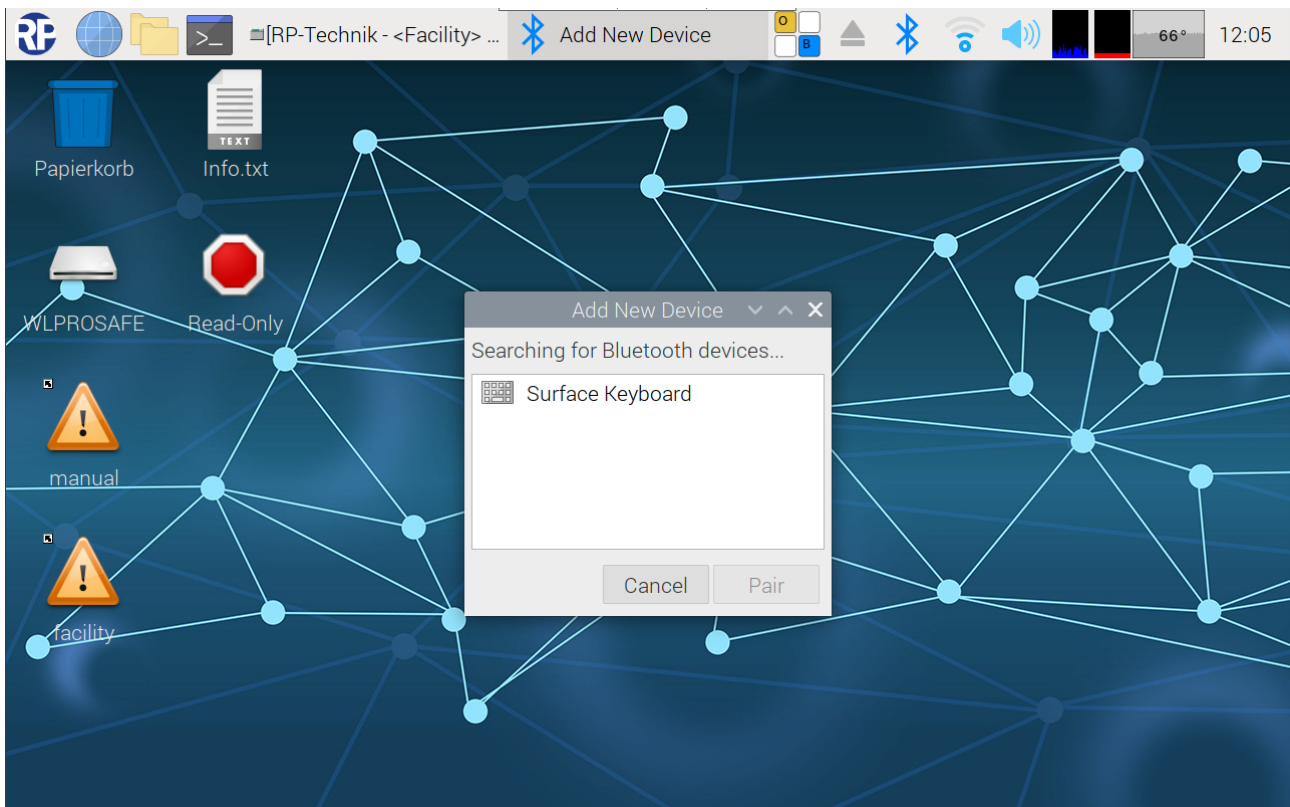 RP >_ [RP-Technik - <Facility> ... Add New Device O B 66° 12:05
TEXT
Papierkorb Info.txt
WLPROSAFE Read-Only
Add New Device
Searching for Bluetooth devices...
Surface Keyboard
manual
Cancel Pair
facility